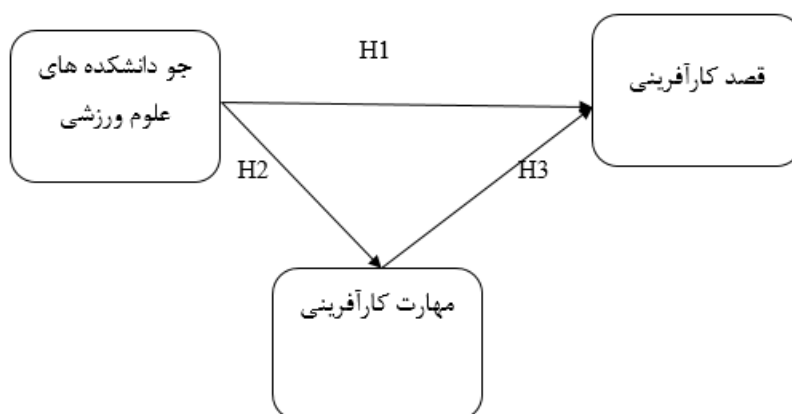 جو دانشکده های
علوم ورزشی
H1
قصد کارآفرینی
H2
H3
مهارت کارآفرینی